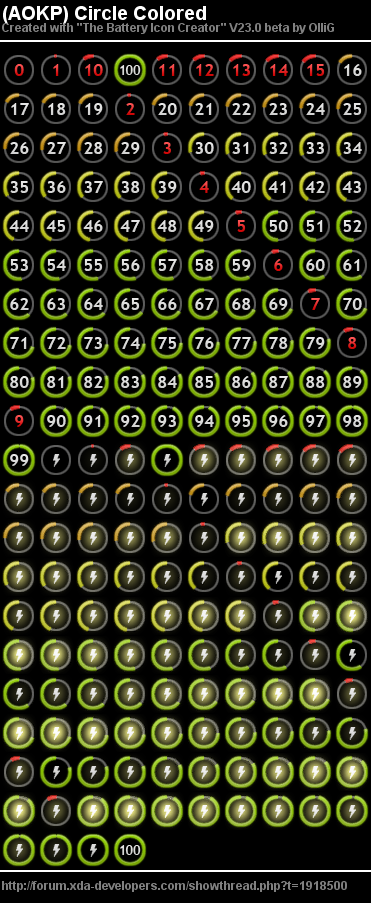 (AOKP) Circle Colored
Created with "The Battery Icon Creator" V23.0 beta by OlliG
0 1 10 100 11 12 13 14 15 16
17 18 19 2 20 21 22 23 24 25
26 27 28 29 3 30 31 32 33 34
35 36 37 38 39 4 40 41 42 43
44 45 46 47 48 49 5 50 51 52
53 54 55 56 57 58 59 6 60 61
62 63 64 65 66 67 68 69 7 70
71 72 73 74 75 76 77 78 79 8
80 81 82 83 84 85 86 87 88 89
9 90 91 92 93 94 95 96 97 98
99
100
http://forum.xda-developers.com/showthread.php?t=1918500